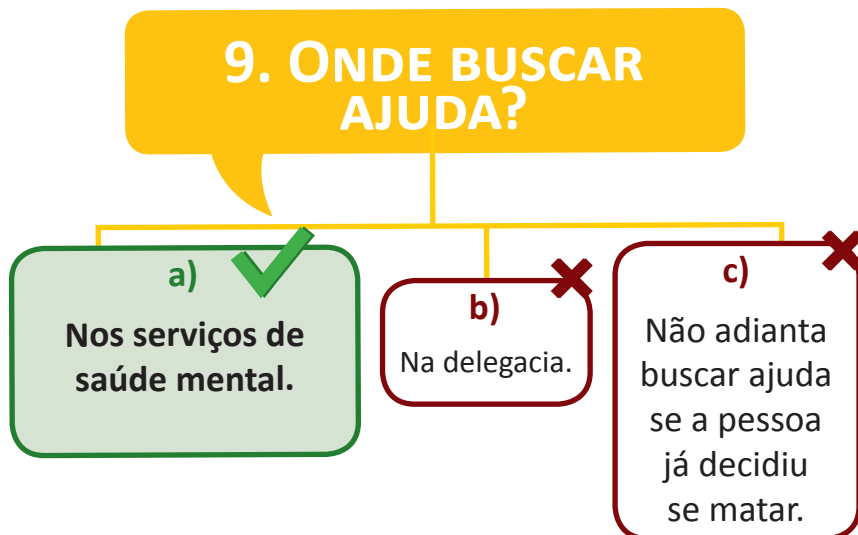 9. ONDE BUSCAR
AJUDA?
a)
Nos serviços de
saúde mental.
b)
Na delegacia.
c)
Não adianta
buscar ajuda
se a pessoa
já decidiu
se matar.